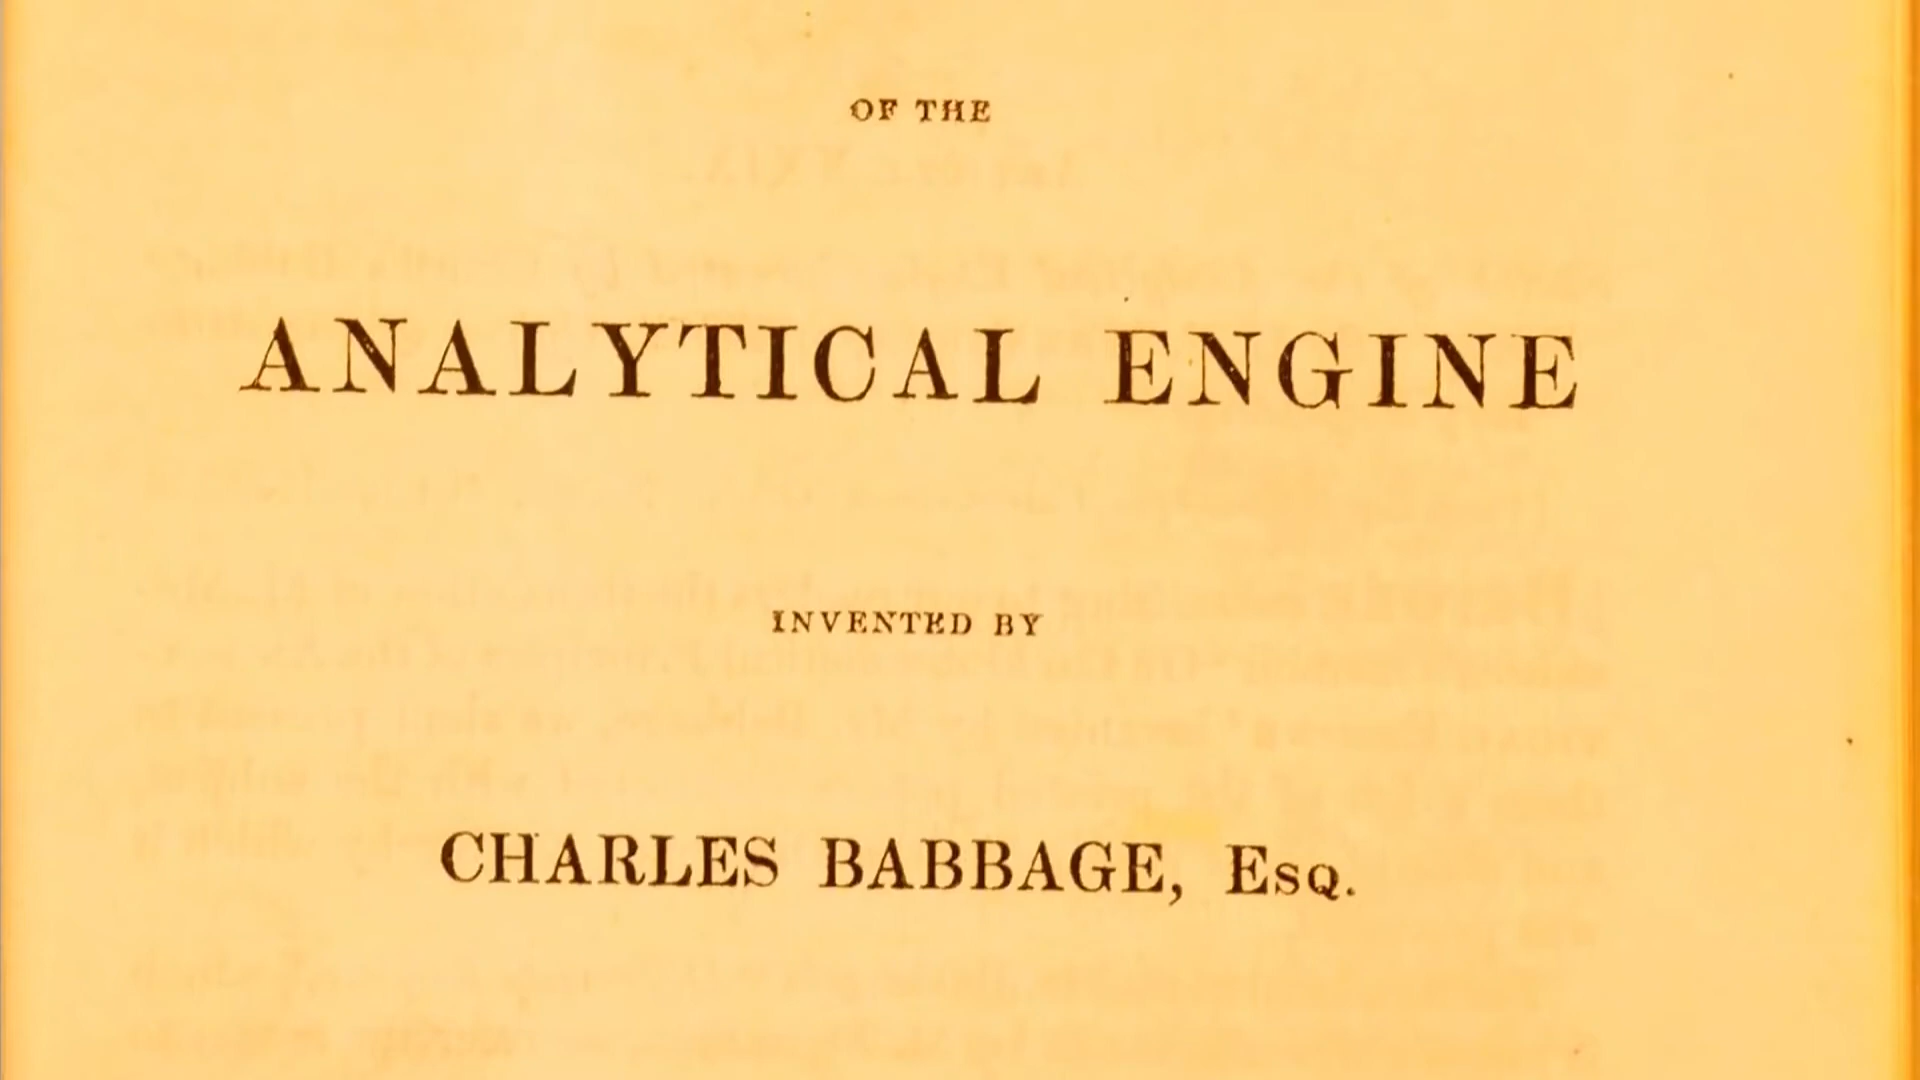 OF THE
ANALYTICAL ENGINE
INVENTED BY
CHARLES BABBAGE, Esq.